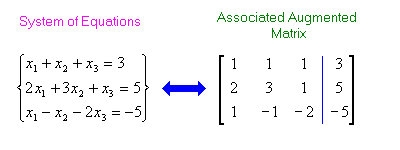 System of Equations
Associated Augmented
Matrix
x₁ + x₂ + x₃ = 3
2x₁ +3x₂ + x₃ = 5
x₁ - x₂ - 2x₃ = -5
1 1 1 3
2 3 1 5
1 -1 -2 -5